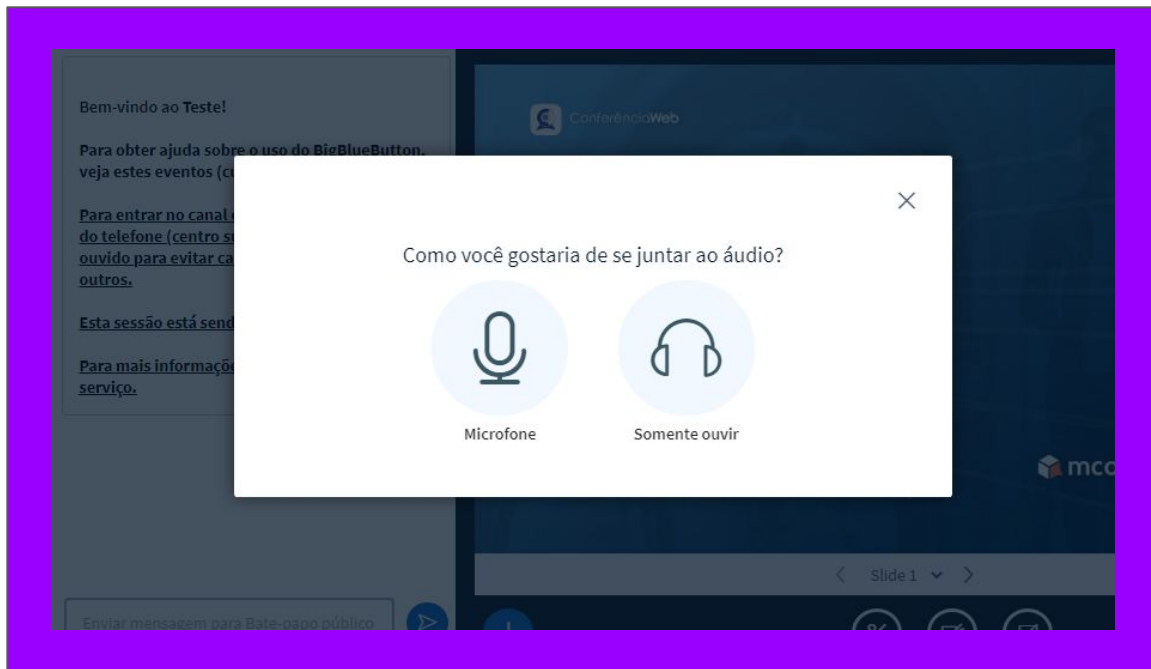 Bem-vindo ao Teste!
Para obter ajuda sobre o uso do BigBlueButton,
veja estes eventos
Para entrar no canal
do telefone (centro
ouvido para evitar
outros.
Esta sessão está
Para mais
serviço.
ConferênciaWeb
Como você gostaria de se juntar ao áudio?
Microfone
Somente ouvir
Slide 1
Enviar mensagem para Bate-papo público